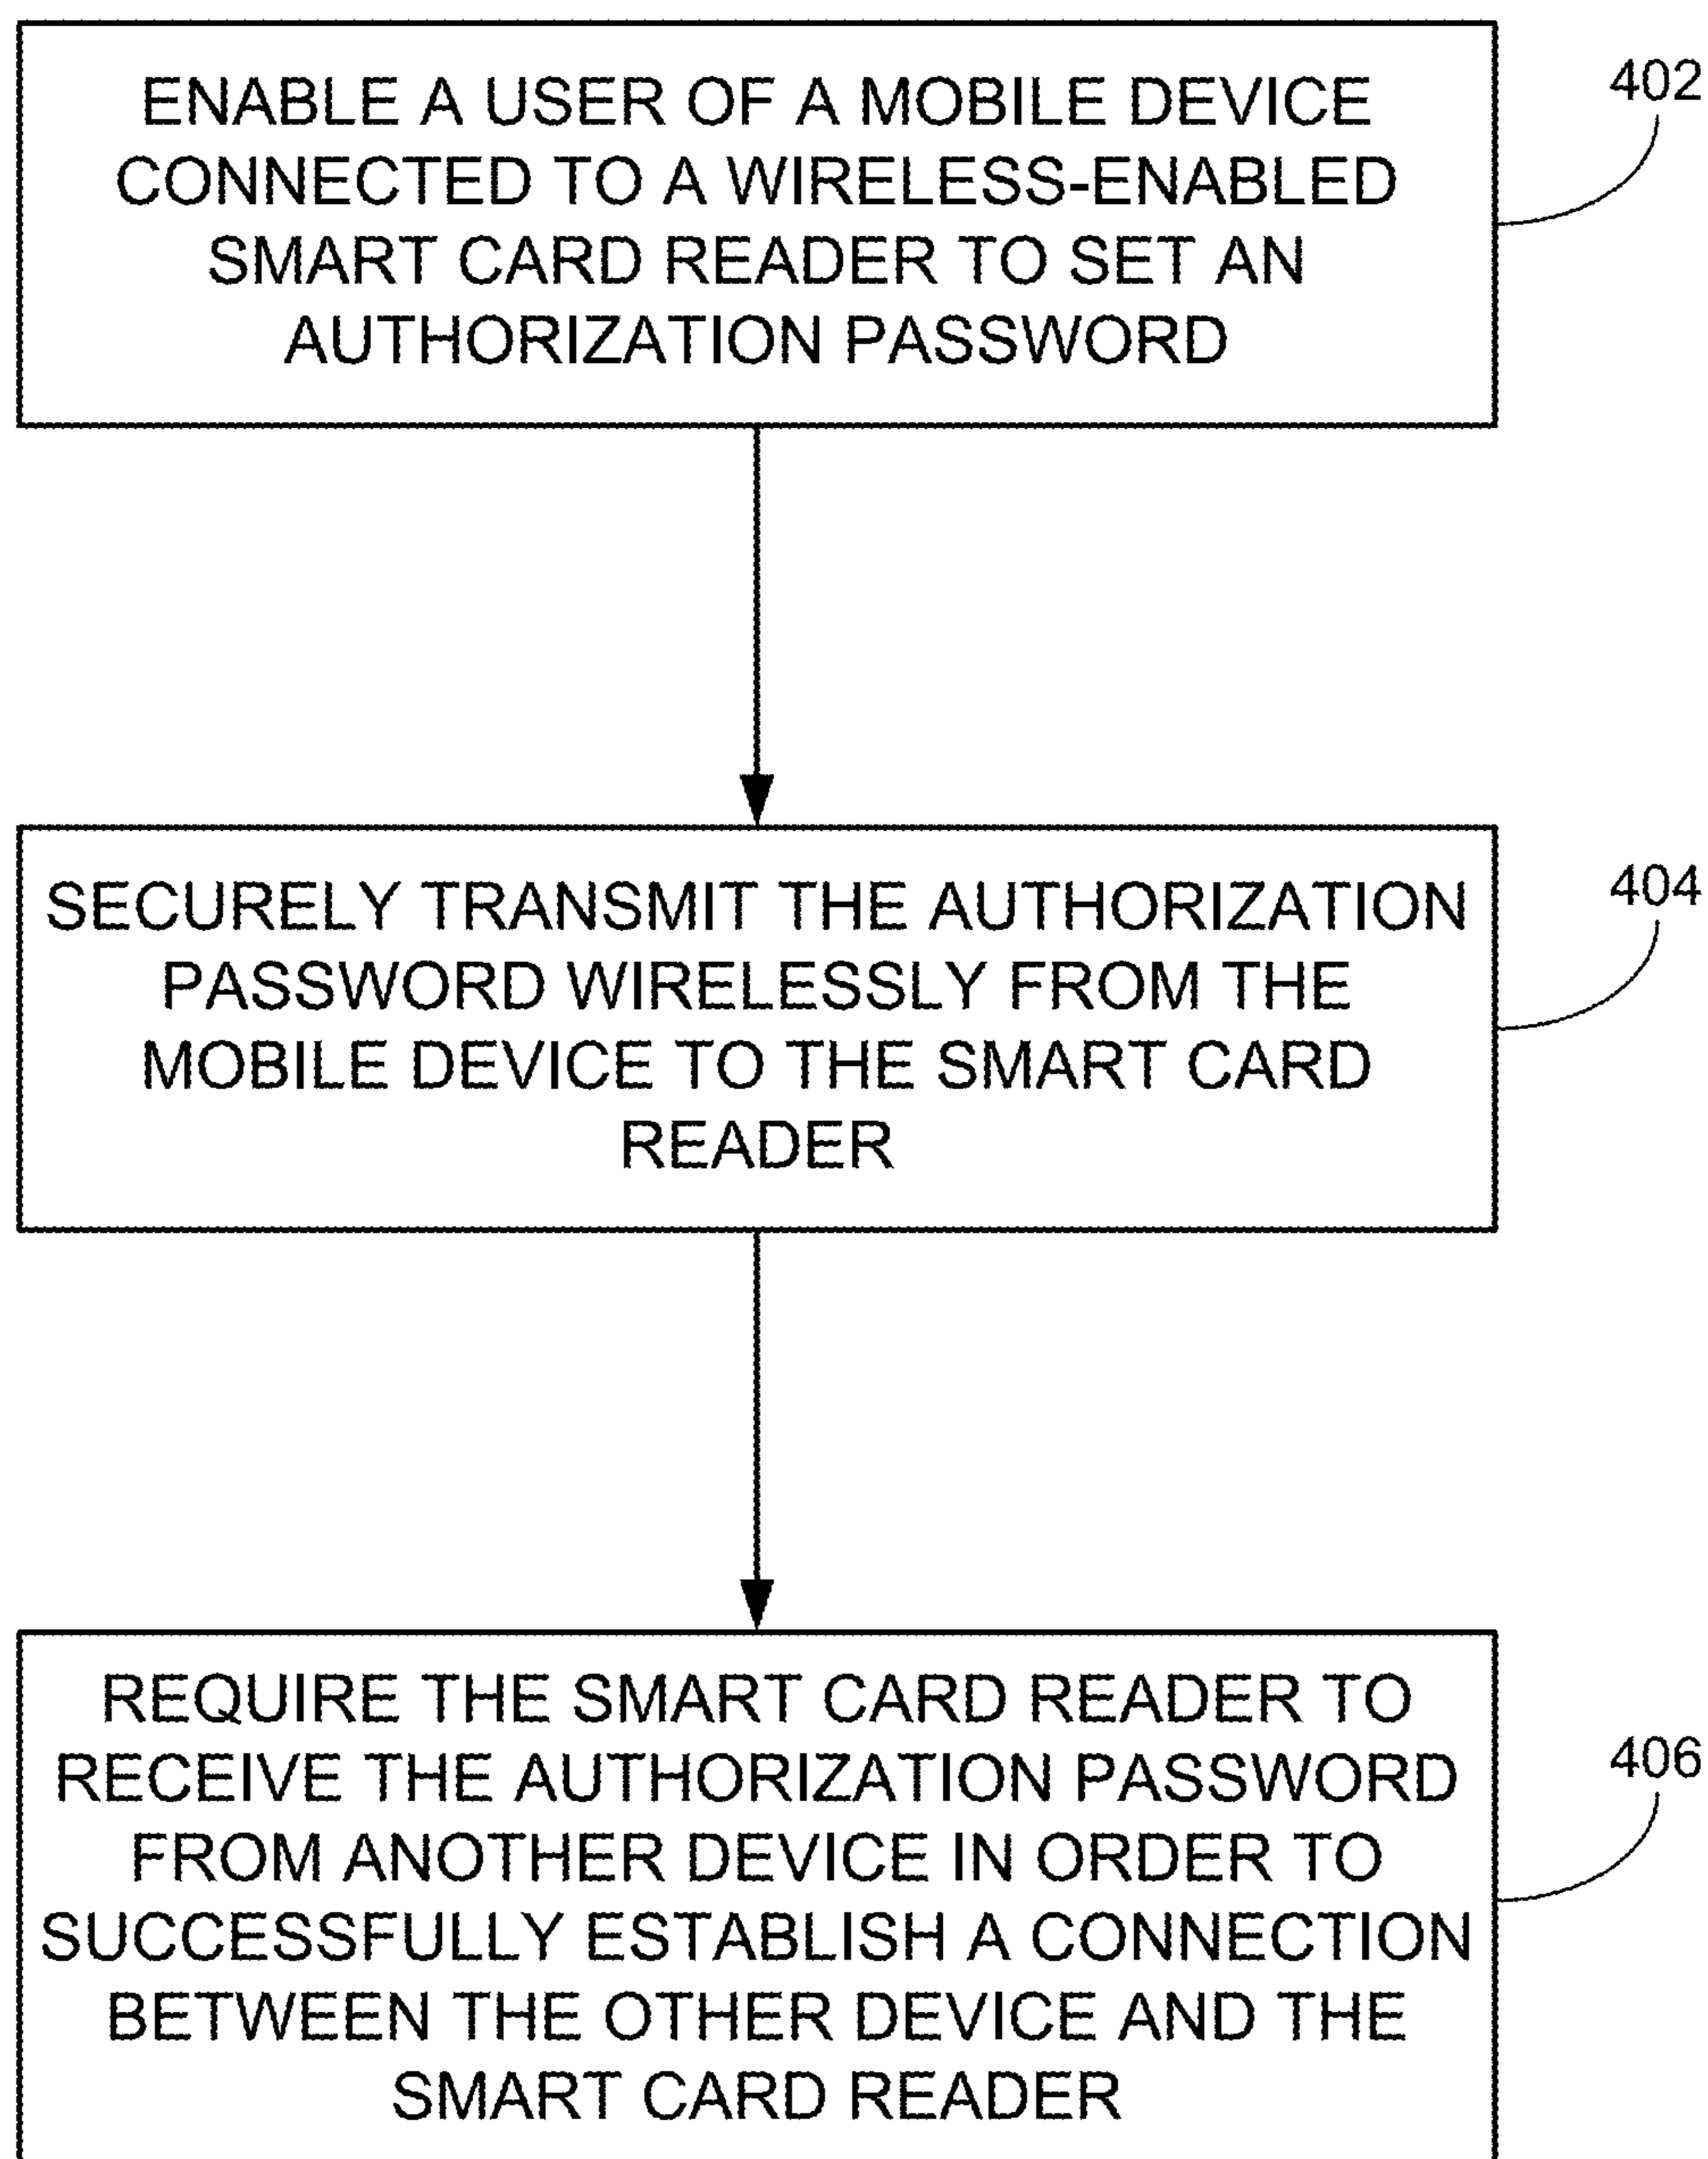 ENABLE A USER OF A MOBILE DEVICE
CONNECTED TO A WIRELESS-ENABLED
SMART CARD READER TO SET AN
AUTHORIZATION PASSWORD
402
SECURELY TRANSMIT THE AUTHORIZATION
PASSWORD WIRELESSLY FROM THE
MOBILE DEVICE TO THE SMART CARD
READER
404
REQUIRE THE SMART CARD READER TO
RECEIVE THE AUTHORIZATION PASSWORD
FROM ANOTHER DEVICE IN ORDER TO
SUCCESSFULLY ESTABLISH A CONNECTION
BETWEEN THE OTHER DEVICE AND THE
SMART CARD READER
406